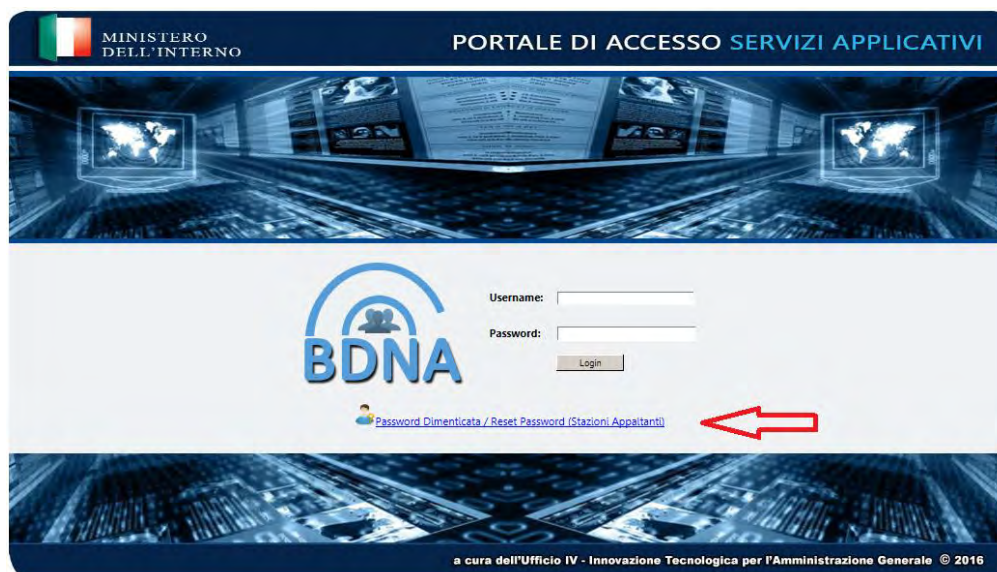 MINISTERO
DELL'INTERNO
PORTALE DI ACCESSO SERVIZI APPLICATIVI
Username:
Password:
BDNA
Login
Password Dimenticata / Reset Password (Stazioni Appaltanti)
a cura dell'Ufficio IV - Innovazione Tecnologica per l'Amministrazione Generale © 2016